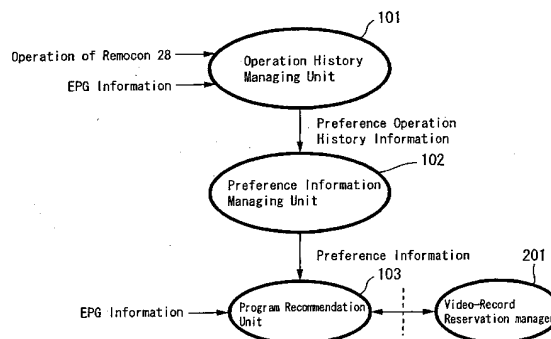 101
Operation of Remocon 28
Operation History
Managing Unit
EPG Information
Preference Operation
History Information
102
Preference Information
Managing Unit
Preference Information
201
103
EPG Information
Program Recommendation
Unit
Video-Record
Reservation manager